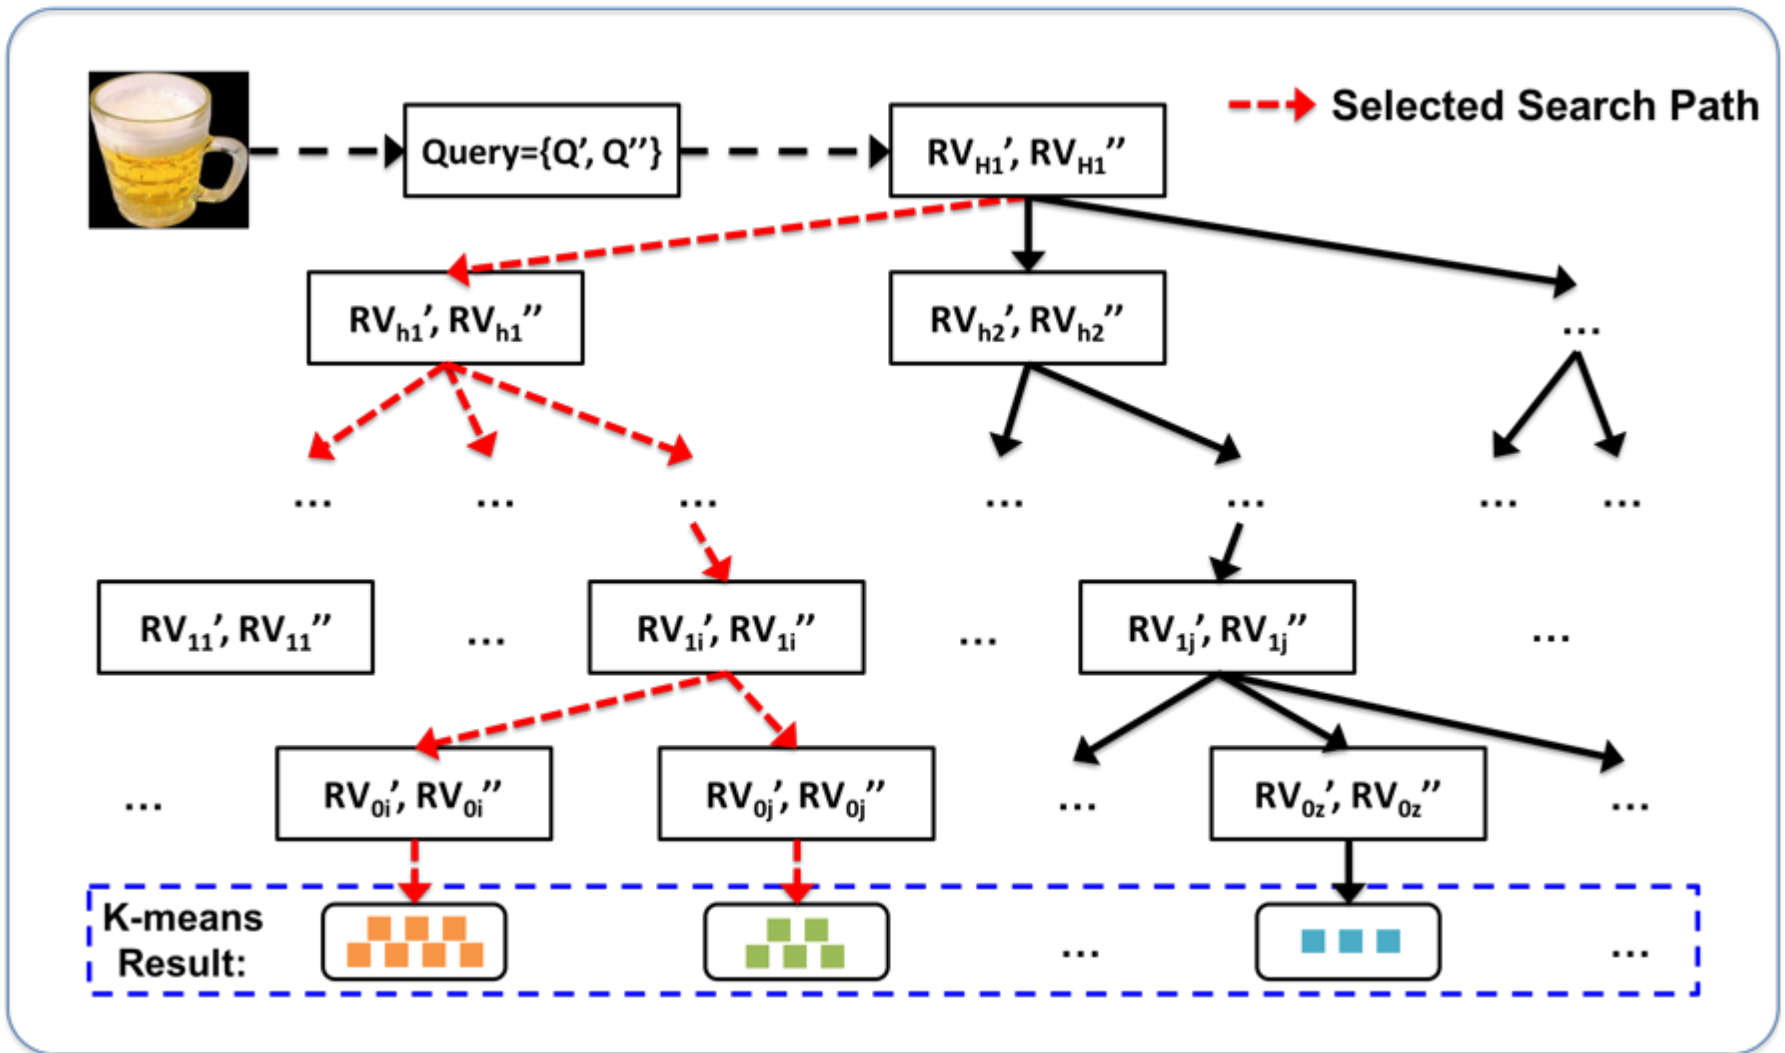 Query={Q’, Q’’}
RVH1’, RVH1’’
Selected Search Path
RVh1’, RVh1’’
RVh2’, RVh2’’
...
... ... ... ... ... ... ...
RV11’, RV11’’
...
RV1i’, RV1i’’
...
RV1j’, RV1j’’
...
...
RV0i’, RV0i’’
RV0j’, RV0j’’
...
RV0z’, RV0z’’
...
K-means
Result:
...
...